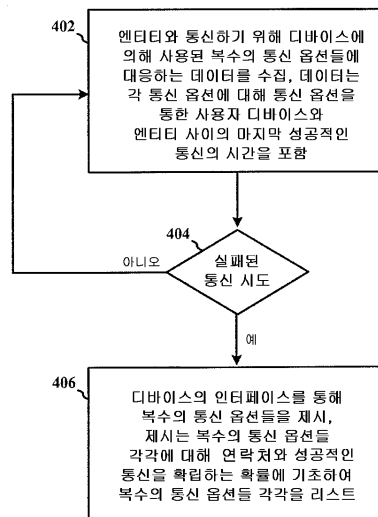 402
엔티티와 통신하기 위해 디바이스에
의해 사용된 복수의 통신 옵션들에
대응하는 데이터를 수집, 데이터는
각 통신 옵션에 대해 통신 옵션을
통한 사용자 디바이스와
엔티티 사이의 마지막 성공적인
통신의 시간을 포함
404
아니오
실패된
통신 시도
예
406
디바이스의 인터페이스를 통해
복수의 통신 옵션들을 제시,
제시는 복수의 통신 옵션들
각각에 대해 연락처와 성공적인
통신을 확립하는 확률에 기초하여
복수의 통신 옵션들 각각을 리스트